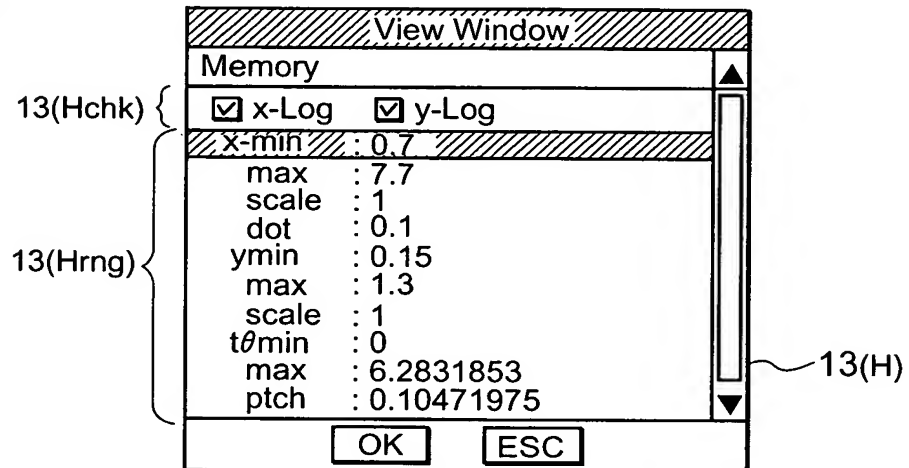 View Window
Memory
13(Hchk) ☑ x-Log ☑ y-Log
x-min : 0.7
max : 7.7
scale : 1
dot : 0.1
13(Hrng) ymin : 0.15
max : 1.3
scale : 1
tθmin : 0
max : 6.2831853
13(H)
ptch : 0.10471975
OK ESC